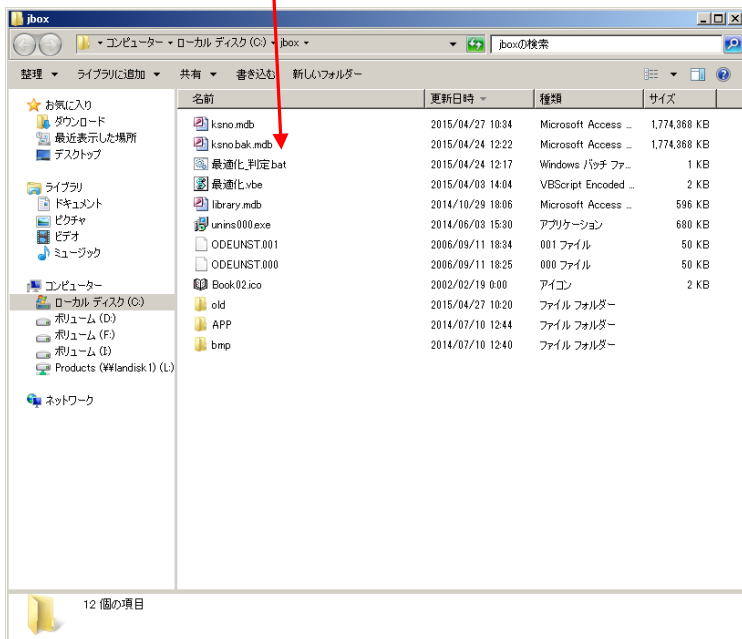 jbox
コンピューター ▸ ローカル ディスク (C:) ▸ jbox ▸
jboxの検索
整理 ▼ ライブラリに追加 ▼ 共有 ▼ 書き込む 新しいフォルダー
お気に入り
ダウンロード
最近表示した場所
デスクトップ
ライブラリ
ドキュメント
ピクチャ
ビデオ
ミュージック
コンピューター
ローカル ディスク (C:)
ボリューム (D:)
ボリューム (F:)
ボリューム (I:)
Products (¥¥landisk1) (L:)
ネットワーク
名前 更新日時 種類 サイズ
ksno.mdb 2015/04/27 10:34 Microsoft Access ... 1,774,368 KB
ksno.bak.mdb 2015/04/24 12:22 Microsoft Access ... 1,774,368 KB
最適化_判定.bat 2015/04/24 12:17 Windows バッチ ファ... 1 KB
最適化.vbe 2015/04/03 14:04 VBScript Encoded ... 2 KB
library.mdb 2014/10/29 18:06 Microsoft Access ... 596 KB
unins000.exe 2014/06/03 15:30 アプリケーション 680 KB
ODEUNST.001 2006/09/11 18:34 001 ファイル 50 KB
ODEUNST.000 2006/09/11 18:25 000 ファイル 50 KB
Book02.ico 2002/02/19 0:00 アイコン 2 KB
old 2015/04/27 10:20 ファイル フォルダー
APP 2014/07/10 12:44 ファイル フォルダー
bmp 2014/07/10 12:40 ファイル フォルダー
12 個の項目